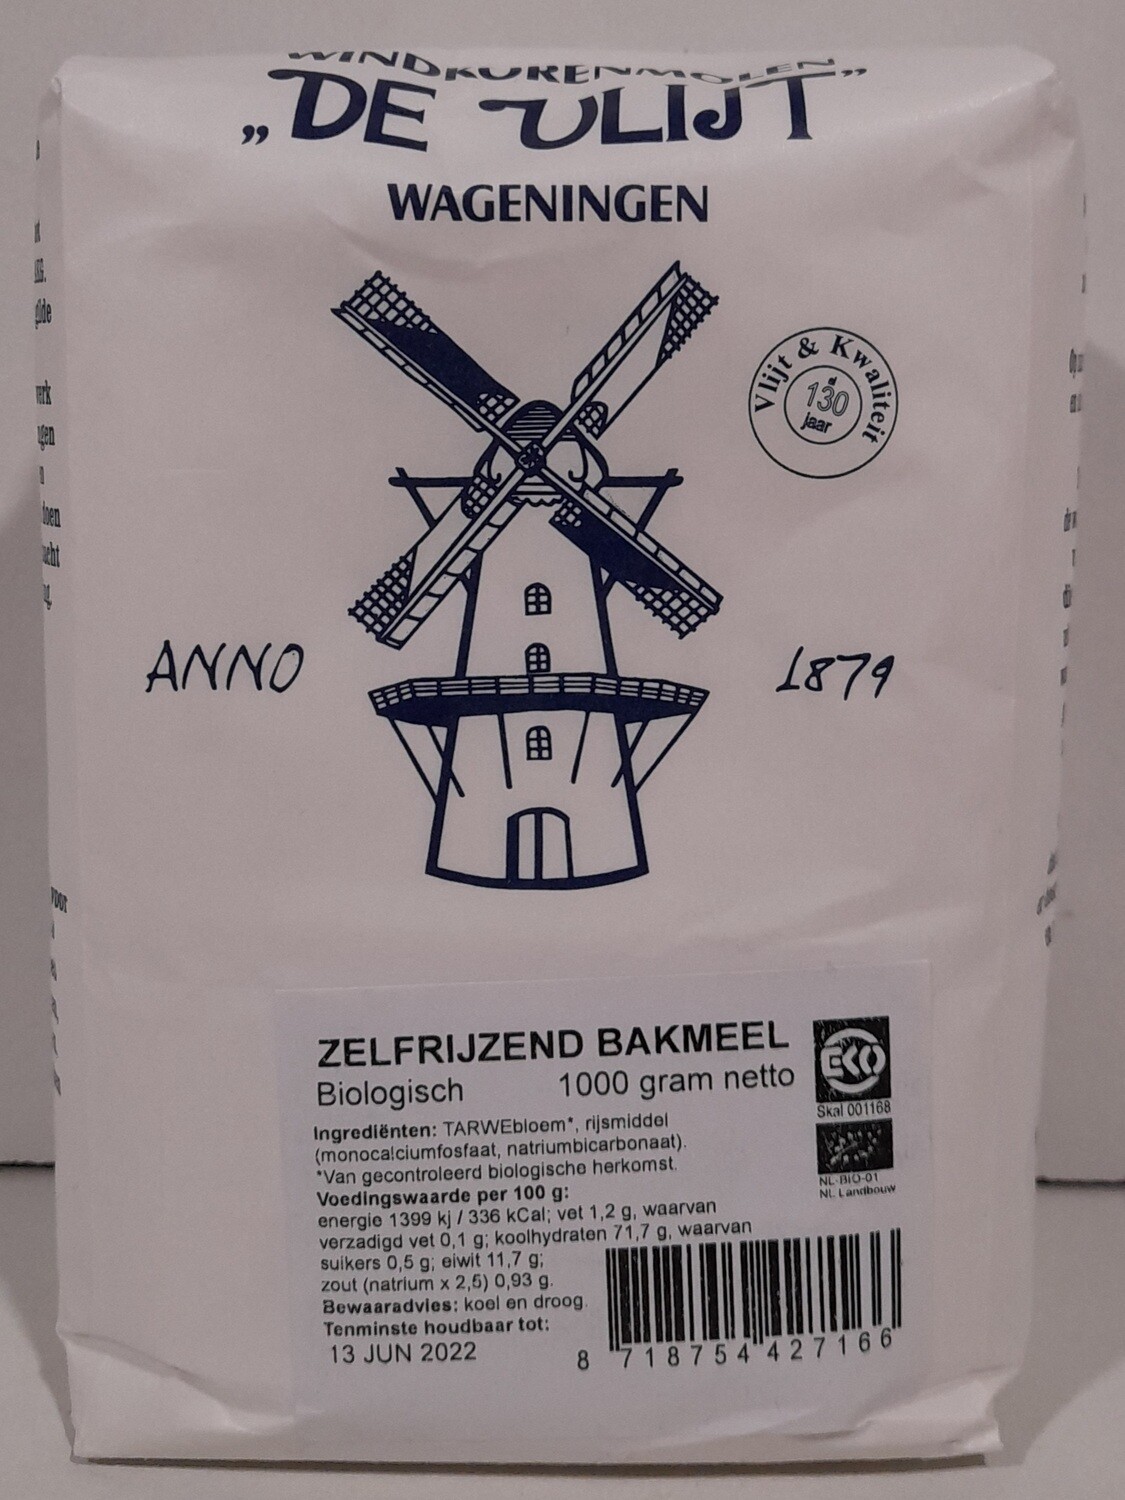 WINDKORENMOLEN
„DE VLIJT”
WAGENINGEN
Vlijt & Kwaliteit
al
130
jaar
ANNO 1879
ZELFRIJZEND BAKMEEL
Biologisch 1000 gram netto
EKO
Skal 001168
NL-BIO-01
NL Landbouw
Ingrediënten: TARWEbloem*, rijsmiddel
(monocalciumfosfaat, natriumbicarbonaat).
*Van gecontroleerd biologische herkomst.
Voedingswaarde per 100 g:
energie 1399 kj / 336 kCal; vet 1,2 g, waarvan
verzadigd vet 0,1 g; koolhydraten 71,7 g, waarvan
suikers 0,5 g; eiwit 11,7 g;
zout (natrium x 2,5) 0,93 g.
Bewaaradvies: koel en droog.
Tenminste houdbaar tot:
13 JUN 2022
8 718754 427166